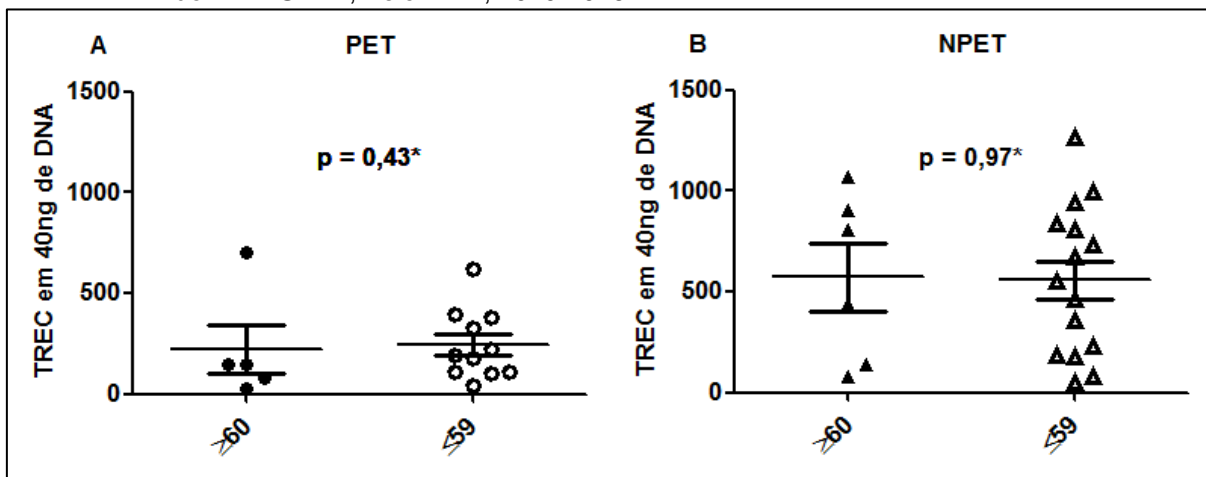 A
PET
TREC em 40ng de DNA
1500
1000
500
0
p = 0,43*
≥60
≤59
B
NPET
TREC em 40ng de DNA
1500
1000
500
0
p = 0,97*
≥60
≤59